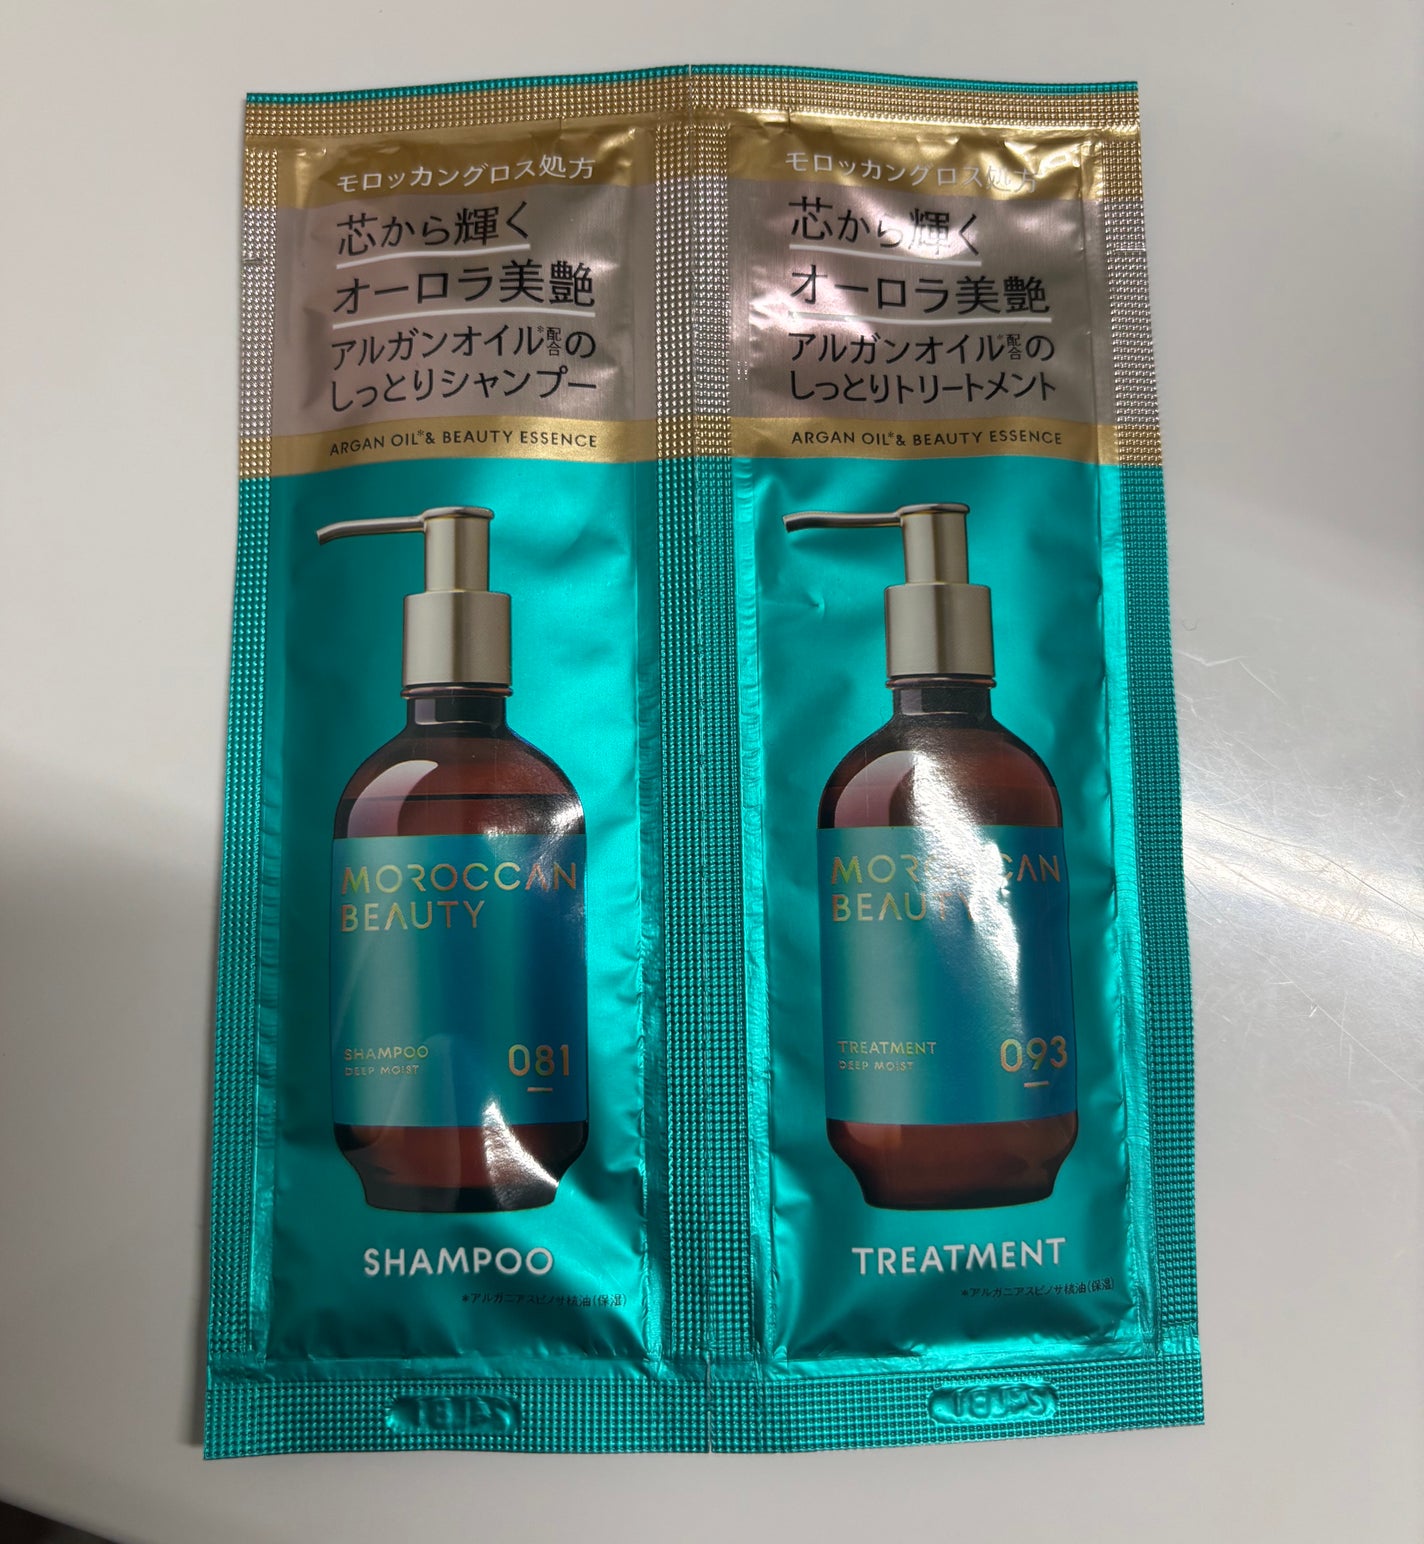 モロッカングロス処方
芯から輝く
オーロラ美艶
アルガンオイル*配合の
しっとりシャンプー
ARGAN OIL*& BEAUTY ESSENCE
MOROCCAN
BEAUTY
SHAMPOO
DEEP MOIST
081
SHAMPOO
*アルガニアスピノサ核油(保湿)
モロッカングロス処方
芯から輝く
オーロラ美艶
アルガンオイル*配合の
しっとりトリートメント
ARGAN OIL*& BEAUTY ESSENCE
MOROCCAN
BEAUTY
TREATMENT
DEEP MOIST
093
TREATMENT
*アルガニアスピノサ核油(保湿)